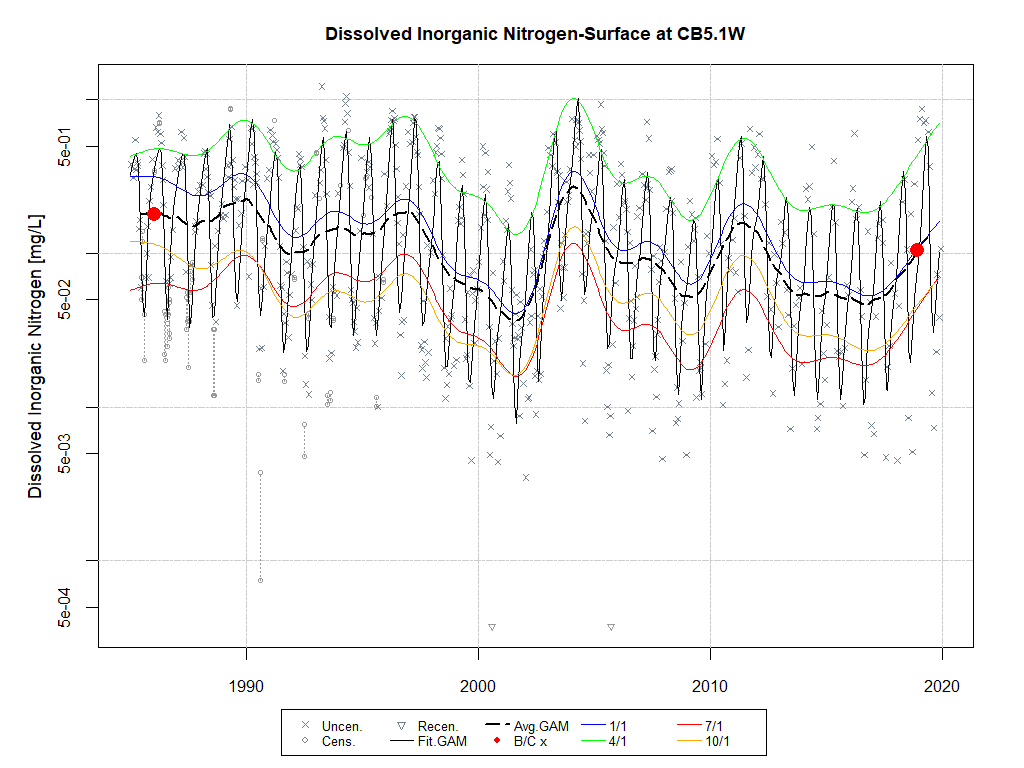 Dissolved Inorganic Nitrogen-Surface at CB5.1W
Dissolved Inorganic Nitrogen [mg/L]
5e-01
5e-02
5e-03
5e-04
1990 2000 2010 2020
Uncen. Recen. Avg.GAM 1/1 7/1
Cens. Fit.GAM B/C x 4/1 10/1